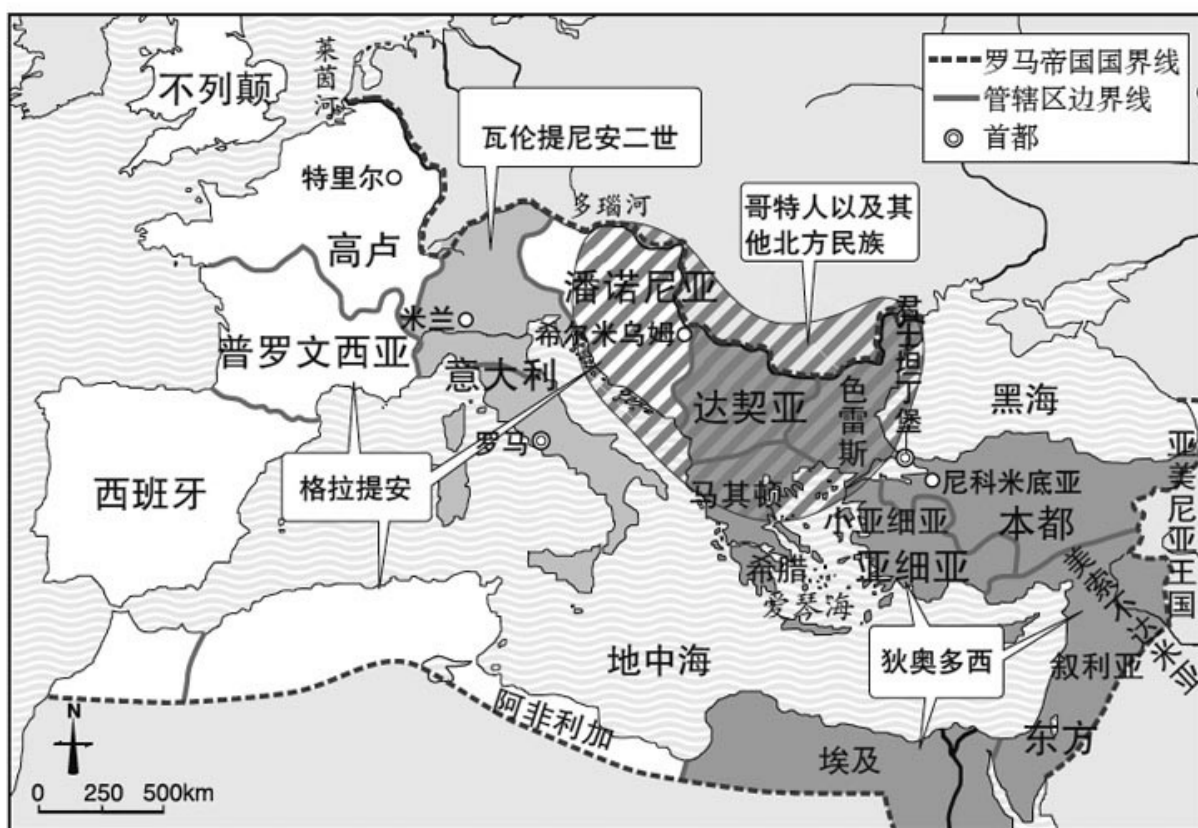 莱茵河
不列颠
罗马帝国国界线
管辖区边界线
首都
瓦伦提尼安二世
特里尔
多瑙河
哥特人以及其
他北方民族
高卢
潘诺尼亚
君士坦丁堡
米兰
希尔米乌姆
普罗文西亚
意大利
达契亚
色雷斯
黑海
罗马
亚美尼亚王国
西班牙
格拉提安
马其顿
尼科米底亚
小亚细亚
本都
希腊
亚细亚
美索不达米亚
爱琴海
地中海
狄奥多西
叙利亚
阿非利加
东方
埃及
N
0 250 500km